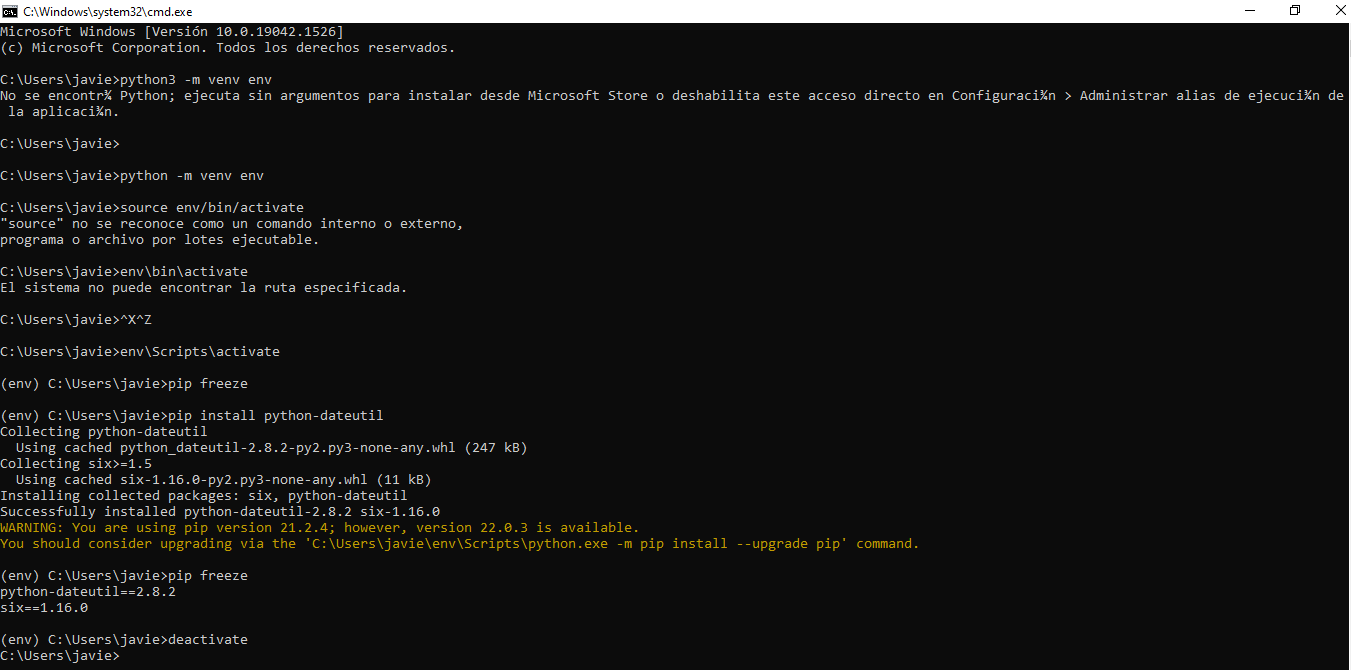 C:\Windows\system32\cmd.exe
Microsoft Windows [Versión 10.0.19042.1526]
(c) Microsoft Corporation. Todos los derechos reservados.
C:\Users\javie>python3 -m venv env
No se encontr¾ Python; ejecuta sin argumentos para instalar desde Microsoft Store o deshabilita este acceso directo en Configuraci¾n > Administrar alias de ejecuci¾n de
 la aplicaci¾n.
C:\Users\javie>
C:\Users\javie>python -m venv env
C:\Users\javie>source env/bin/activate
"source" no se reconoce como un comando interno o externo,
programa o archivo por lotes ejecutable.
C:\Users\javie>env\bin\activate
El sistema no puede encontrar la ruta especificada.
C:\Users\javie>^X^Z
C:\Users\javie>env\Scripts\activate
(env) C:\Users\javie>pip freeze
(env) C:\Users\javie>pip install python-dateutil
Collecting python-dateutil
  Using cached python_dateutil-2.8.2-py2.py3-none-any.whl (247 kB)
Collecting six>=1.5
  Using cached six-1.16.0-py2.py3-none-any.whl (11 kB)
Installing collected packages: six, python-dateutil
Successfully installed python-dateutil-2.8.2 six-1.16.0
WARNING: You are using pip version 21.2.4; however, version 22.0.3 is available.
You should consider upgrading via the 'C:\Users\javie\env\Scripts\python.exe -m pip install --upgrade pip' command.
(env) C:\Users\javie>pip freeze
python-dateutil==2.8.2
six==1.16.0
(env) C:\Users\javie>deactivate
C:\Users\javie>